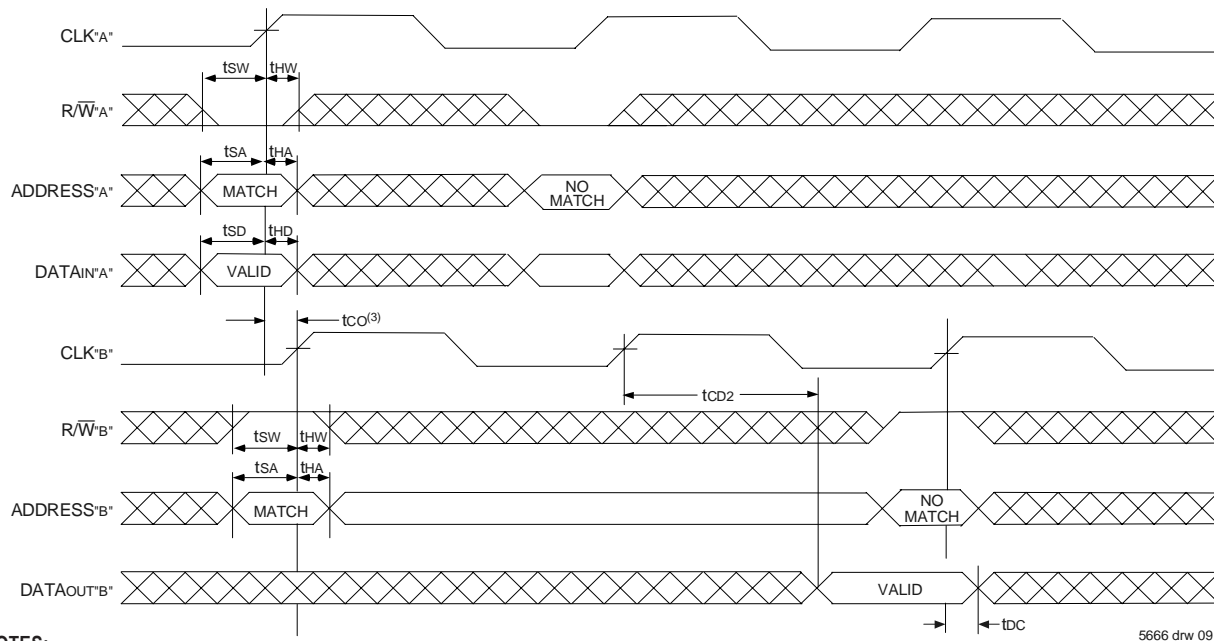 CLK"A"
tSW tHW
R/W̅"A"
tSA tHA
ADDRESS"A" MATCH NO MATCH
tSD tHD
DATAIN"A" VALID
tCO(3)
CLK"B"
tCD2
R/W̅"B"
tSW tHW
tSA tHA
ADDRESS"B" MATCH NO MATCH
DATAOUT"B" VALID
tDC
5666 drw 09